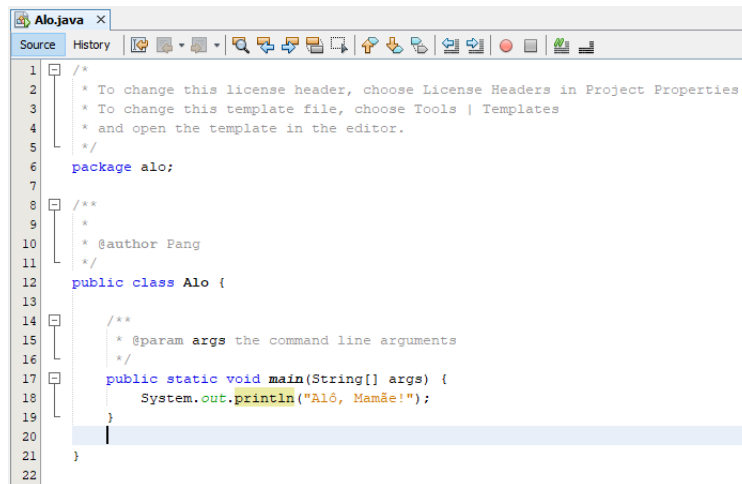 Alo.java
Source History
1 /*
2 * To change this license header, choose License Headers in Project Properties
3 * To change this template file, choose Tools | Templates
4 * and open the template in the editor.
5 */
6 package alo;
7
8 /**
9 *
10 * @author Pang
11 */
12 public class Alo {
13
14 /**
15 * @param args the command line arguments
16 */
17 public static void main(String[] args) {
18 System.out.println("Alô, Mamãe!");
19 }
20
21 }
22